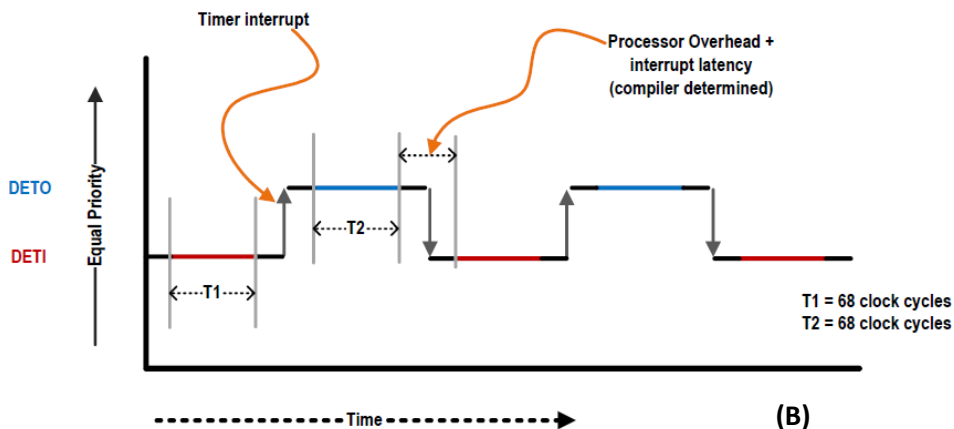 Timer interrupt
Processor Overhead +
interrupt latency
(compiler determined)
Equal Priority
DETO
DETI
T2
T1
T1 = 68 clock cycles
T2 = 68 clock cycles
Time
(B)